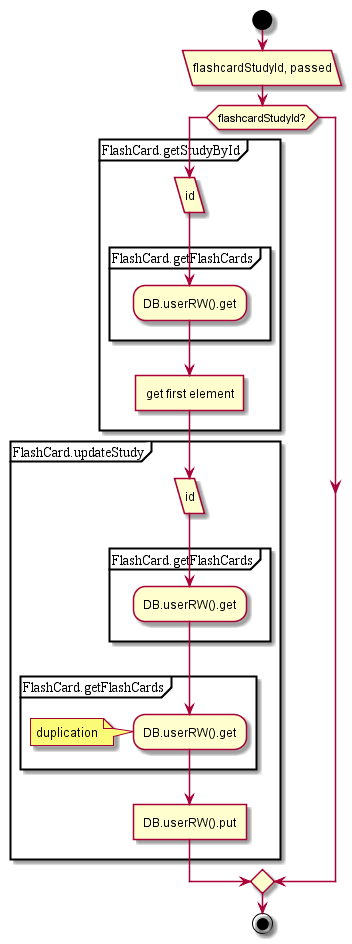 flashcardStudyId, passed
flashcardStudyId?
FlashCard.getStudyById
id
FlashCard.getFlashCards
DB.userRW().get
get first element
FlashCard.updateStudy
id
FlashCard.getFlashCards
DB.userRW().get
FlashCard.getFlashCards
duplication
DB.userRW().get
DB.userRW().put